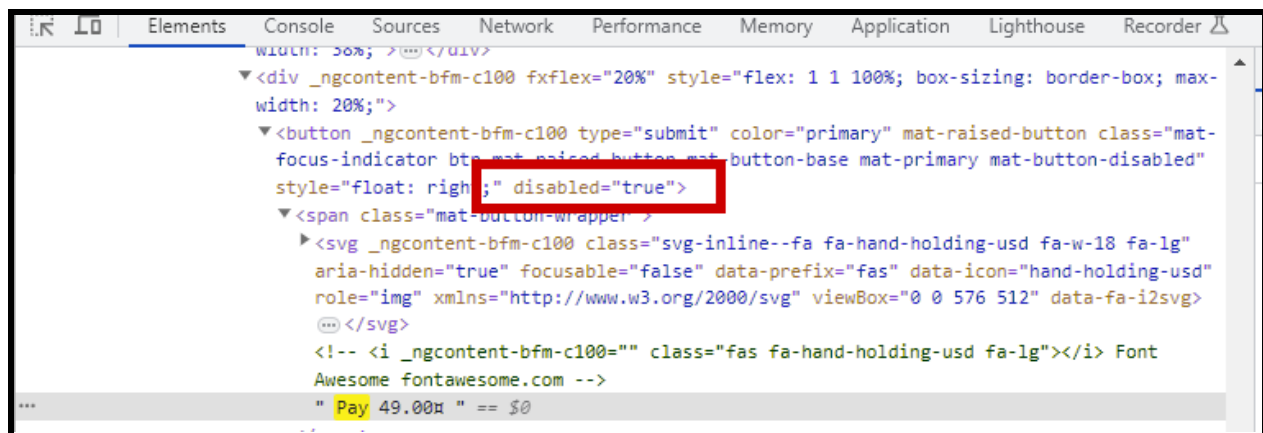 Elements Console Sources Network Performance Memory Application Lighthouse Recorder
width: 38%; ></div>
<div _ngcontent-bfm-c100 fxflex="20%" style="flex: 1 1 100%; box-sizing: border-box; max-
width: 20%;">
<button _ngcontent-bfm-c100 type="submit" color="primary" mat-raised-button class="mat-
focus-indicator btn mat-raised-button mat-button-base mat-primary mat-button-disabled"
style="float: right;" disabled="true">
<span class="mat-button-wrapper">
<svg _ngcontent-bfm-c100 class="svg-inline--fa fa-hand-holding-usd fa-w-18 fa-lg"
aria-hidden="true" focusable="false" data-prefix="fas" data-icon="hand-holding-usd"
role="img" xmlns="http://www.w3.org/2000/svg" viewBox="0 0 576 512" data-fa-i2svg>
</svg>
<!-- <i _ngcontent-bfm-c100="" class="fas fa-hand-holding-usd fa-lg"></i> Font
Awesome fontawesome.com -->
" Pay 49.00¤ " == $0